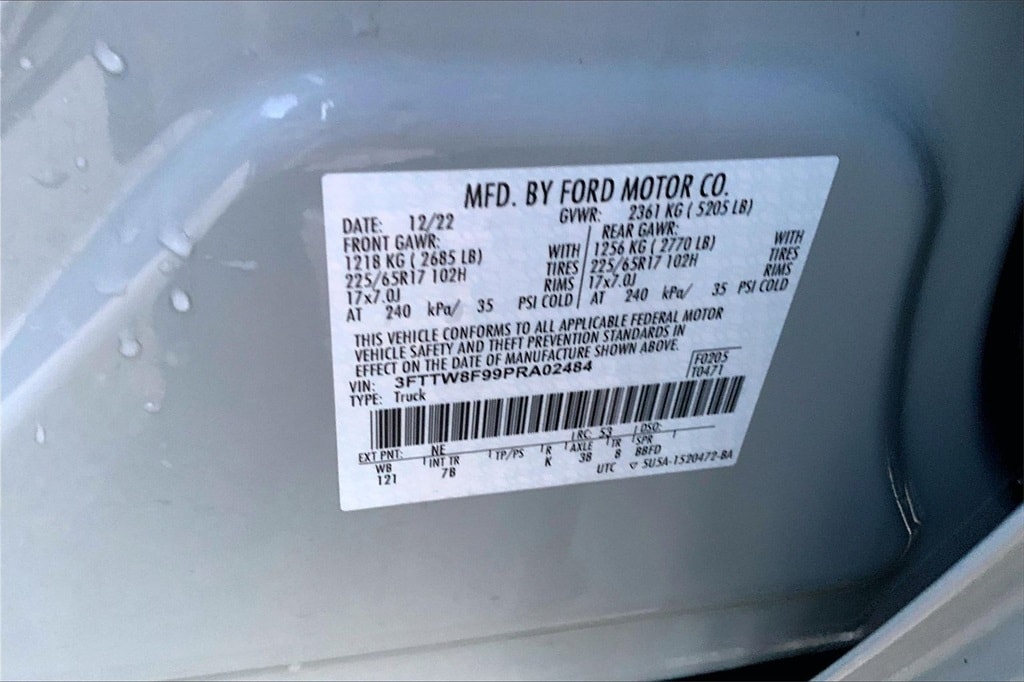 MFD. BY FORD MOTOR CO.
DATE: 12/22 GVWR: 2361 KG ( 5205 LB)
FRONT GAWR: REAR GAWR:
1218 KG ( 2685 LB) WITH 1256 KG ( 2770 LB) WITH
225/65R17 102H TIRES 225/65R17 102H TIRES
17x7.0J RIMS 17x7.0J RIMS
AT 240 kPa/ 35 PSI COLD AT 240 kPa/ 35 PSI COLD
THIS VEHICLE CONFORMS TO ALL APPLICABLE FEDERAL MOTOR
VEHICLE SAFETY AND THEFT PREVENTION STANDARDS IN
EFFECT ON THE DATE OF MANUFACTURE SHOWN ABOVE.
VIN: 3FTTW8F99PRA02484 F0205
TYPE: Truck T0471
EXT PNT: NE RC: 53 DSO:
WB INT TR TP/PS R AXLE TR SPR
121 7B K 3B 8 BBFD
UTC ▽ 5U5A-1520472-BA